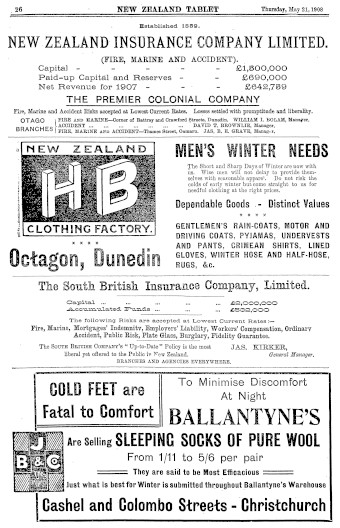 26 NEW ZEALAND TABLET Thursday, May 21, 1908
Established 1859.
NEW ZEALAND INSURANCE COMPANY LIMITED.
(FIRE, MARINE AND ACCIDENT).
Capital - - - - - £1,500,000
Paid-up Capital and Reserves - - £690,000
Net Revenue for 1907 - - - £642,789
THE PREMIER COLONIAL COMPANY
Fire, Marine and Accident Risks accepted at Lowest Current Rates. Losses settled with promptitude and liberality.
OTAGO BRANCHES
FIRE AND MARINE—Corner of Rattray and Crawford Streets, Dunedin. WILLIAM I. BOLAM, Manager.
ACCIDENT DAVID T. BROWNLIE, Manager.
FIRE, MARINE AND ACCIDENT—Thames Street, Oamaru. JAS. B. E. GRAVE, Manager.
NEW ZEALAND
HB
CLOTHING FACTORY.
Octagon, Dunedin
MEN'S WINTER NEEDS
The Short and Sharp Days of Winter are now with
us. Wise men will not delay to provide them-
selves with seasonable apparel. Do not risk the
colds of early winter but come straight to us for
needful clothing at the right prices.
Dependable Goods - Distinct Values
GENTLEMEN'S RAIN-COATS, MOTOR AND
DRIVING COATS, PYJAMAS, UNDERVESTS
AND PANTS, CRIMEAN SHIRTS, LINED
GLOVES, WINTER HOSE AND HALF-HOSE,
RUGS, &c.
The South British Insurance Company, Limited.
Capital
Accumulated Funds
The following Risks are accepted at Lowest Current Rates:—
Fire, Marine, Mortgages' Indemnity, Employers' Liability, Workers' Compensation, Ordinary
Accident, Public Risk, Plate Glass, Burglary, Fidelity Guarantee.
The SOUTH BRITISH COMPANY'S "Up-to-Date" Policy is the most
liberal yet offered to the Public in New Zealand.
JAS. KIRKER,
General Manager.
BRANCHES AND AGENCIES EVERYWHERE.
COLD FEET are
Fatal to Comfort
To Minimise Discomfort
At Night
BALLANTYNE'S
J
B & Co
Are Selling SLEEPING SOCKS OF PURE WOOL
From 1/11 to 5/6 per pair
They are said to be Most Efficacious
Just what is best for Winter is submitted throughout Ballantyne's Warehouse
Cashel and Colombo Streets - Christchurch